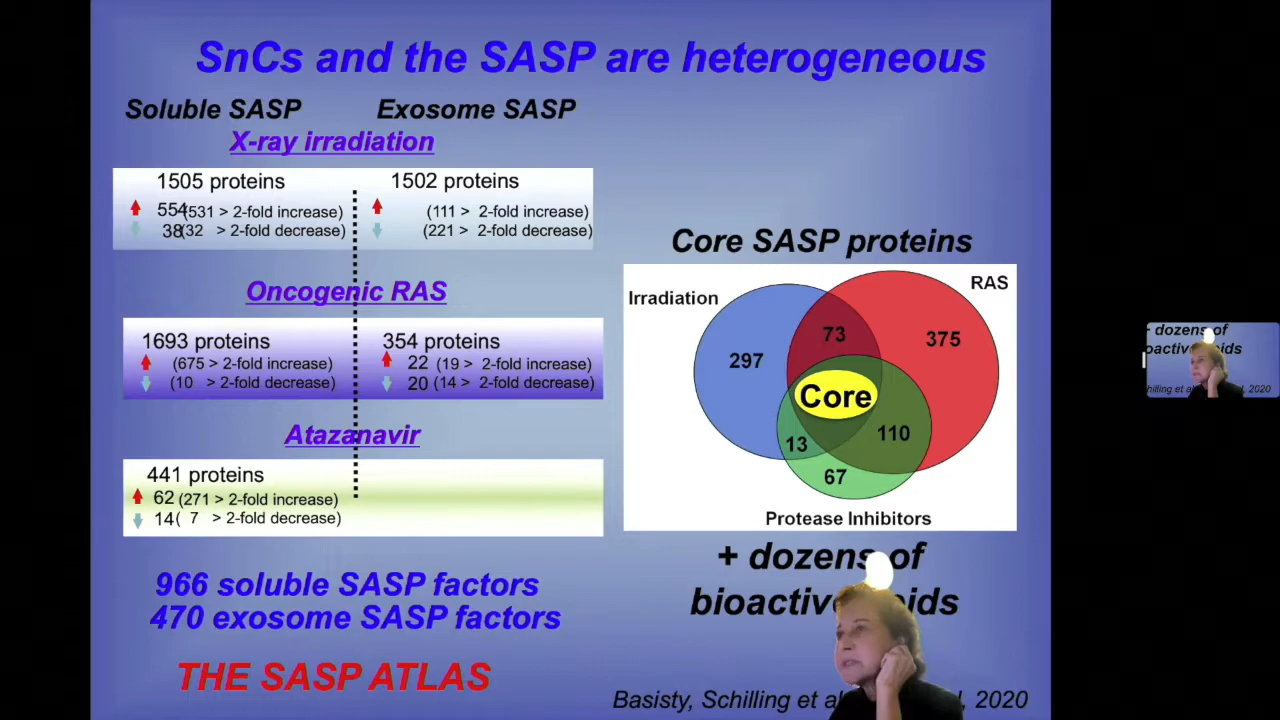 SnCs and the SASP are heterogeneous
Soluble SASP
Exosome SASP
X-ray irradiation
1505 proteins
554 (531 > 2-fold increase)
38 (32 > 2-fold decrease)
1502 proteins
(111 > 2-fold increase)
(221 > 2-fold decrease)
Oncogenic RAS
1693 proteins
(675 > 2-fold increase)
(10 > 2-fold decrease)
354 proteins
22 (19 > 2-fold increase)
20 (14 > 2-fold decrease)
Atazanavir
441 proteins
62 (271 > 2-fold increase)
14 ( 7 > 2-fold decrease)
966 soluble SASP factors
470 exosome SASP factors
THE SASP ATLAS
Core SASP proteins
Irradiation
RAS
73
375
297
Core
110
13
67
Protease Inhibitors
+ dozens of
Basisty, Schilling et 2020
+ dozens of
2020